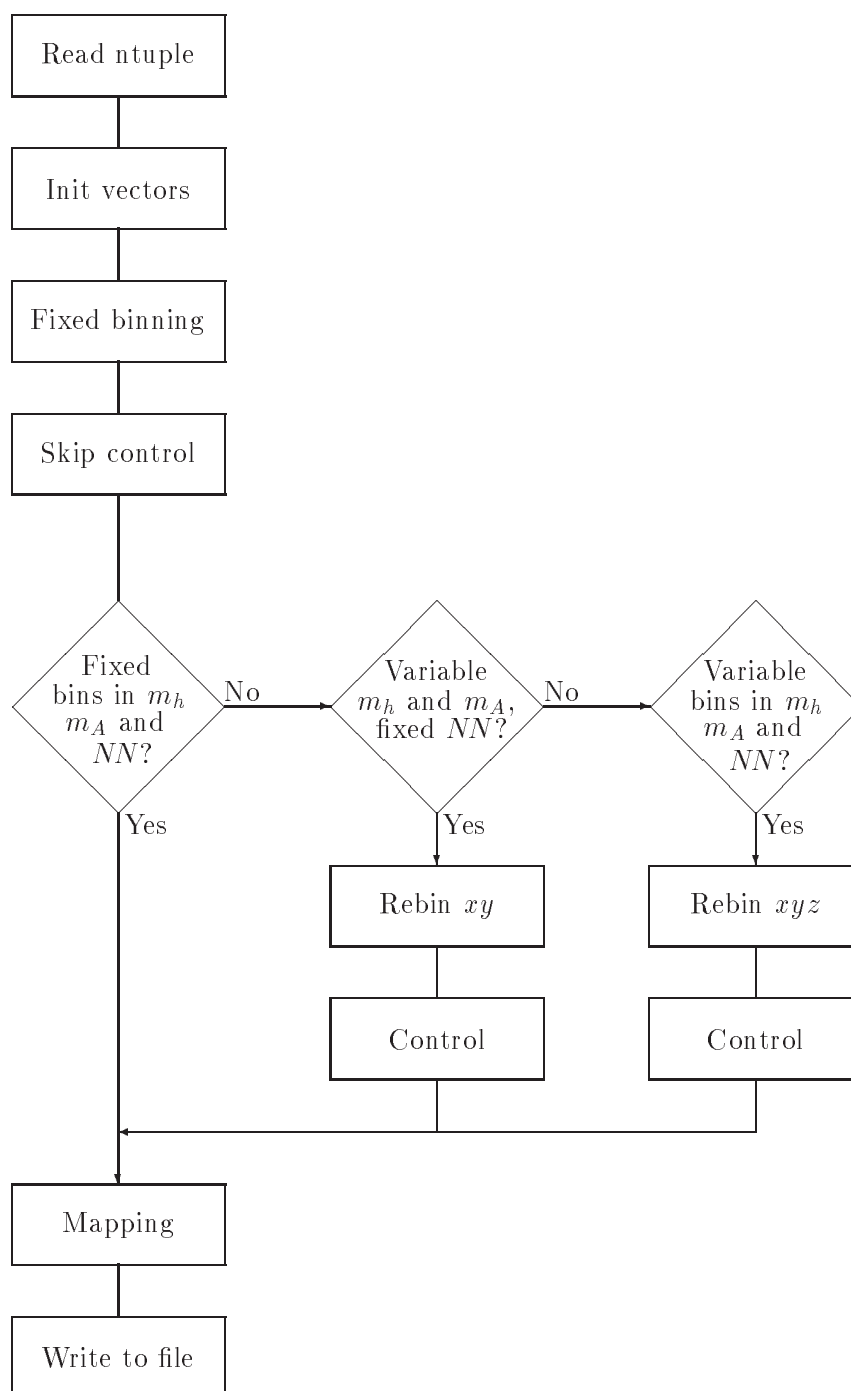 Read ntuple
Init vectors
Fixed binning
Skip control
Fixed
bins in m_h
m_A and
NN?
No
Variable
m_h and m_A,
fixed NN?
No
Variable
bins in m_h
m_A and
NN?
Yes
Yes
Yes
Rebin xy
Rebin xyz
Control
Control
Mapping
Write to file